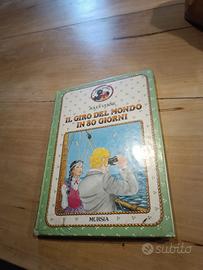 IL GIRO DEL MONDO
IN 80 GIORNI
MURSIA
subito